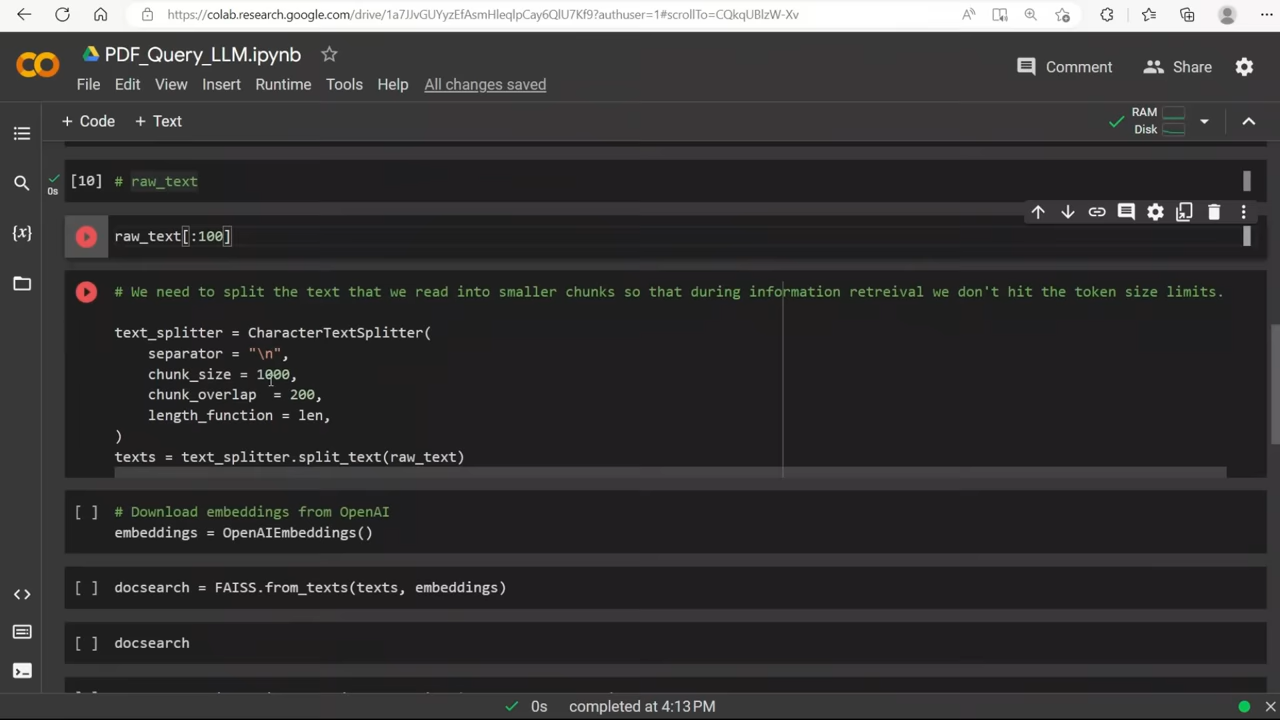 https://colab.research.google.com/drive/1a7JJvGUYyzEfAsmHleqlpCay6QlU7Kf9?authuser=1#scrollTo=CQkqUBlzW-Xv
PDF_Query_LLM.ipynb
Comment
Share
File Edit View Insert Runtime Tools Help All changes saved
+ Code + Text
RAM
Disk
[10] # raw_text
0s
raw_text[:100]
# We need to split the text that we read into smaller chunks so that during information retreival we don't hit the token size limits.
text_splitter = CharacterTextSplitter(
separator = "\n",
chunk_size = 1000,
chunk_overlap  = 200,
length_function = len,
)
texts = text_splitter.split_text(raw_text)
[ ] # Download embeddings from OpenAI
embeddings = OpenAIEmbeddings()
[ ] docsearch = FAISS.from_texts(texts, embeddings)
[ ] docsearch
0s completed at 4:13 PM